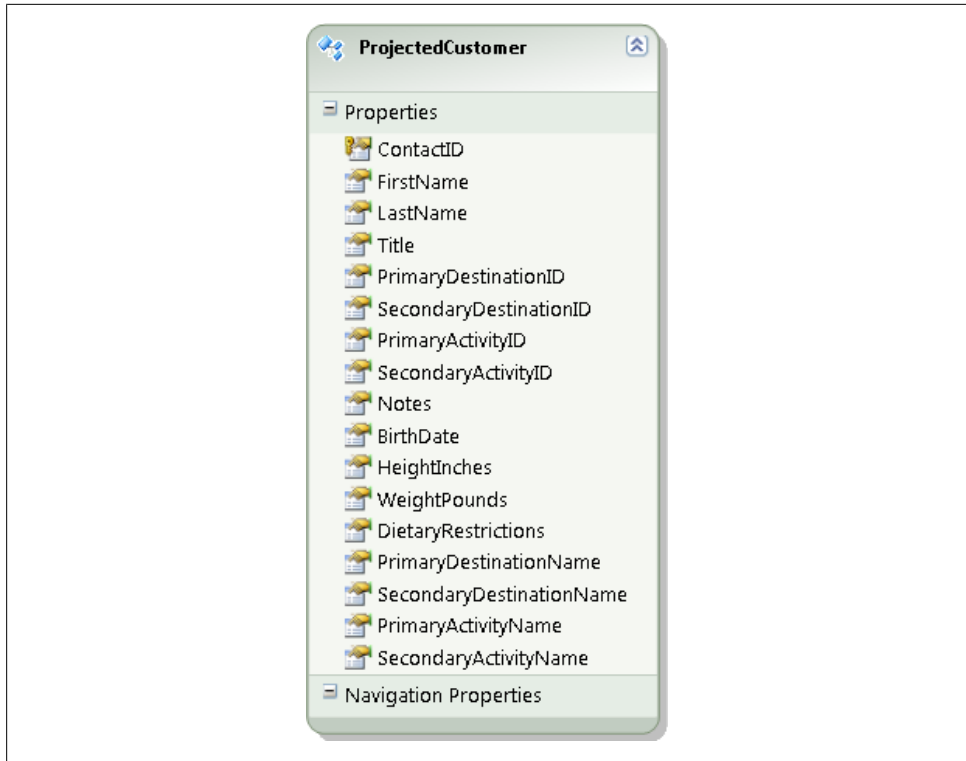 ProjectedCustomer
Properties
ContactID
FirstName
LastName
Title
PrimaryDestinationID
SecondaryDestinationID
PrimaryActivityID
SecondaryActivityID
Notes
BirthDate
HeightInches
WeightPounds
DietaryRestrictions
PrimaryDestinationName
SecondaryDestinationName
PrimaryActivityName
SecondaryActivityName
Navigation Properties